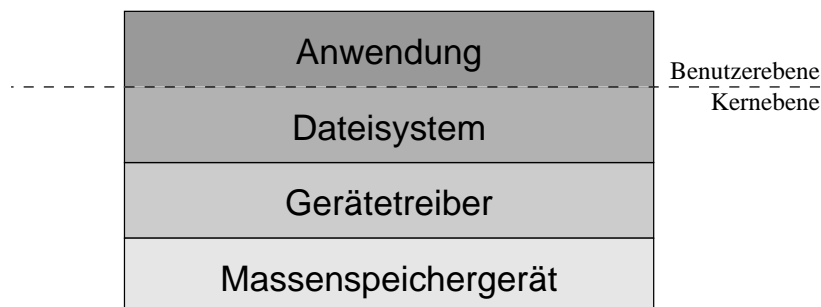 Anwendung
Benutzerebene
Kernebene
Dateisystem
Gerätetreiber
Massenspeichergerät